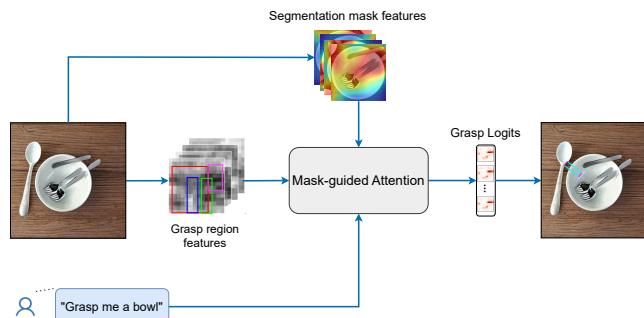 Segmentation mask features
Grasp Logits
Mask-guided Attention
Grasp region
features
"Grasp me a bowl"